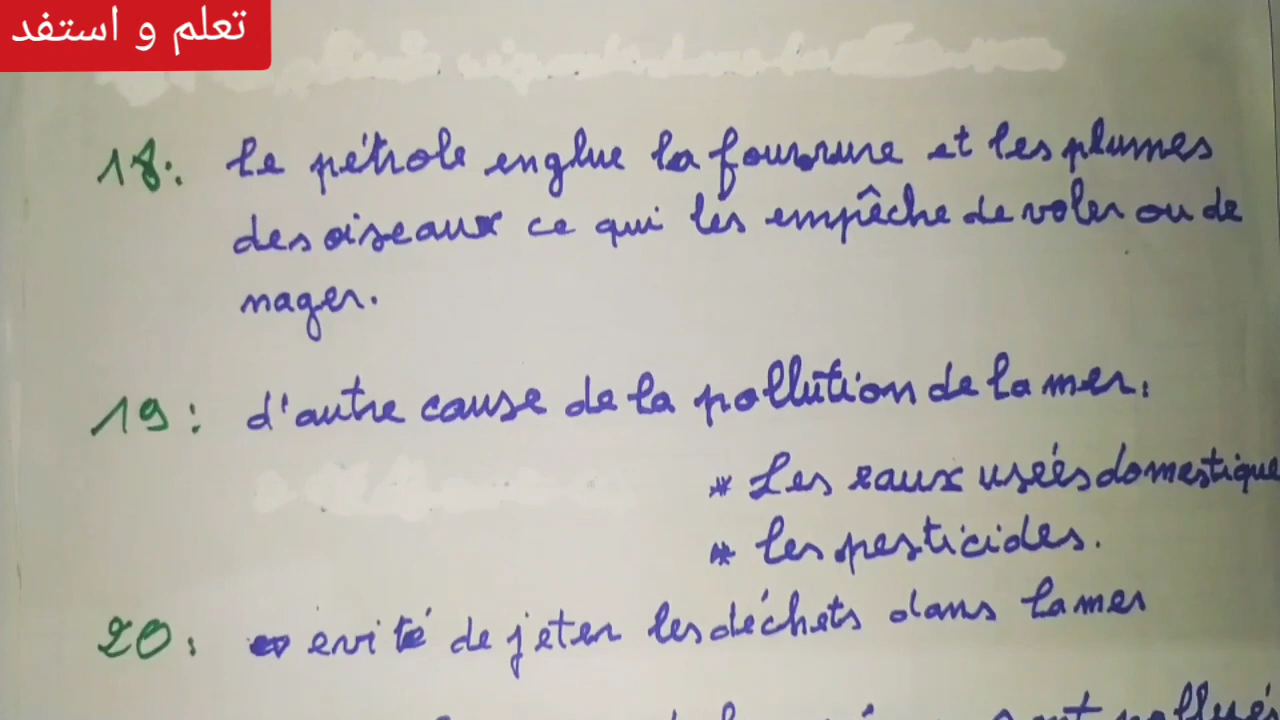 تعلم و استفد
18: le pétrole englue la fourrure et les plumes
des oiseaux ce qui les empêche de voler ou de
nager.
19: d'autre cause de la pollution de la mer:
* Les eaux usées domestique
* les pesticides.
20: évité de jeter les déchets dans la mer